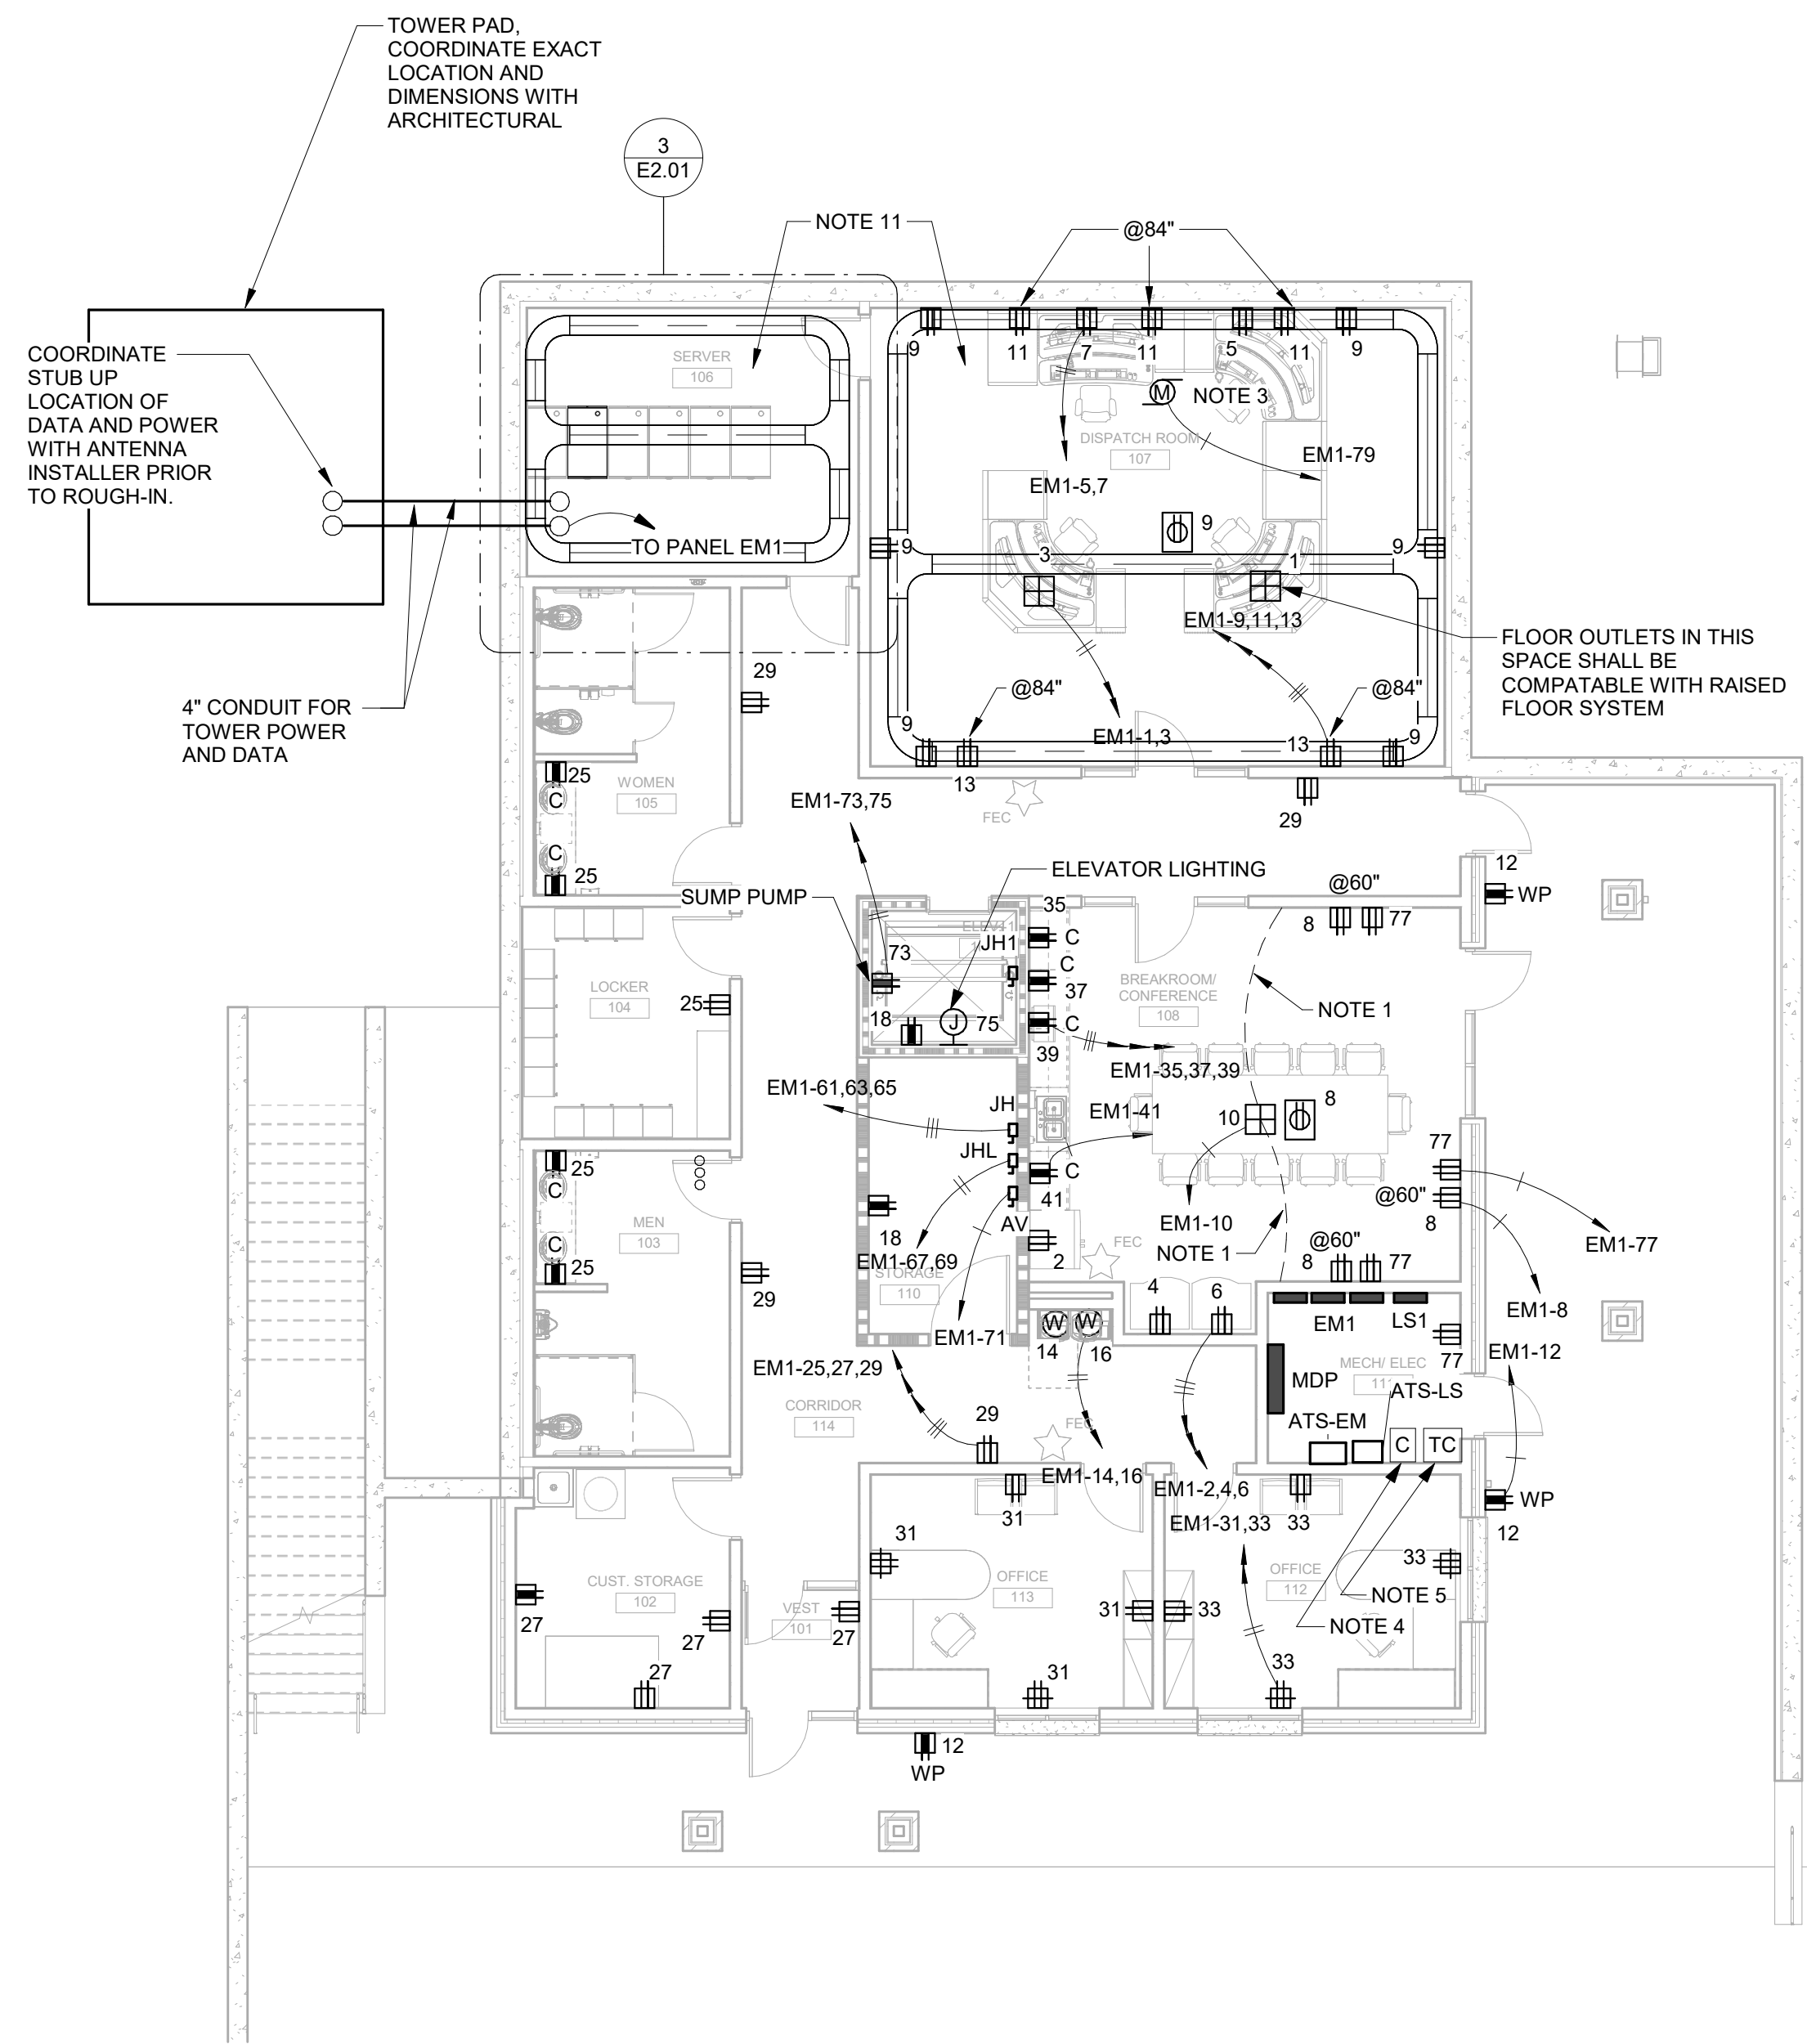 TOWER PAD,
COORDINATE EXACT
LOCATION AND
DIMENSIONS WITH
ARCHITECTURAL
3
E2.01
NOTE 11
@84"
COORDINATE
STUB UP
LOCATION OF
DATA AND POWER
WITH ANTENNA
INSTALLER PRIOR
TO ROUGH-IN.
SERVER
106
9
11
7
11
5
11
9
M
NOTE 3
DISPATCH ROOM
107
EM1-79
EM1-5,7
9
TO PANEL EM1
9
3
1
9
EM1-9,11,13
FLOOR OUTLETS IN THIS
SPACE SHALL BE
COMPATABLE WITH RAISED
FLOOR SYSTEM
4" CONDUIT FOR
TOWER POWER
AND DATA
29
@84"
@84"
9
EM1-1,3
13
9
13
25
C
WOMEN
105
C
25
EM1-73,75
FEC
29
12
WP
SUMP PUMP
ELEVATOR LIGHTING
@60"
35
8
77
C
JH1
73
C
37
BREAKROOM/
CONFERENCE
108
NOTE 1
LOCKER
104
25
18
J
75
C
39
EM1-61,63,65
EM1-35,37,39
JH
EM1-41
10
8
JHL
25
C
77
C
41
@60"
8
MEN
103
C
25
18
AV
EM1-10
NOTE 1
@60"
EM1-77
EM1-67,69
2
FEC
8
77
STORAGE
110
29
4
6
EM1-8
EM1-71
W
W
14
16
EM1
LS1
77
EM1-12
EM1-25,27,29
MDP
MECH/ ELEC
ATS-LS
CORRIDOR
114
29
FEC
ATS-EM
C
TC
EM1-14,16
EM1-2,4,6
WP
12
31
EM1-31,33
33
31
33
CUST. STORAGE
102
OFFICE
113
OFFICE
112
NOTE 5
27
27
VEST
101
27
31
33
NOTE 4
27
31
33
12
WP